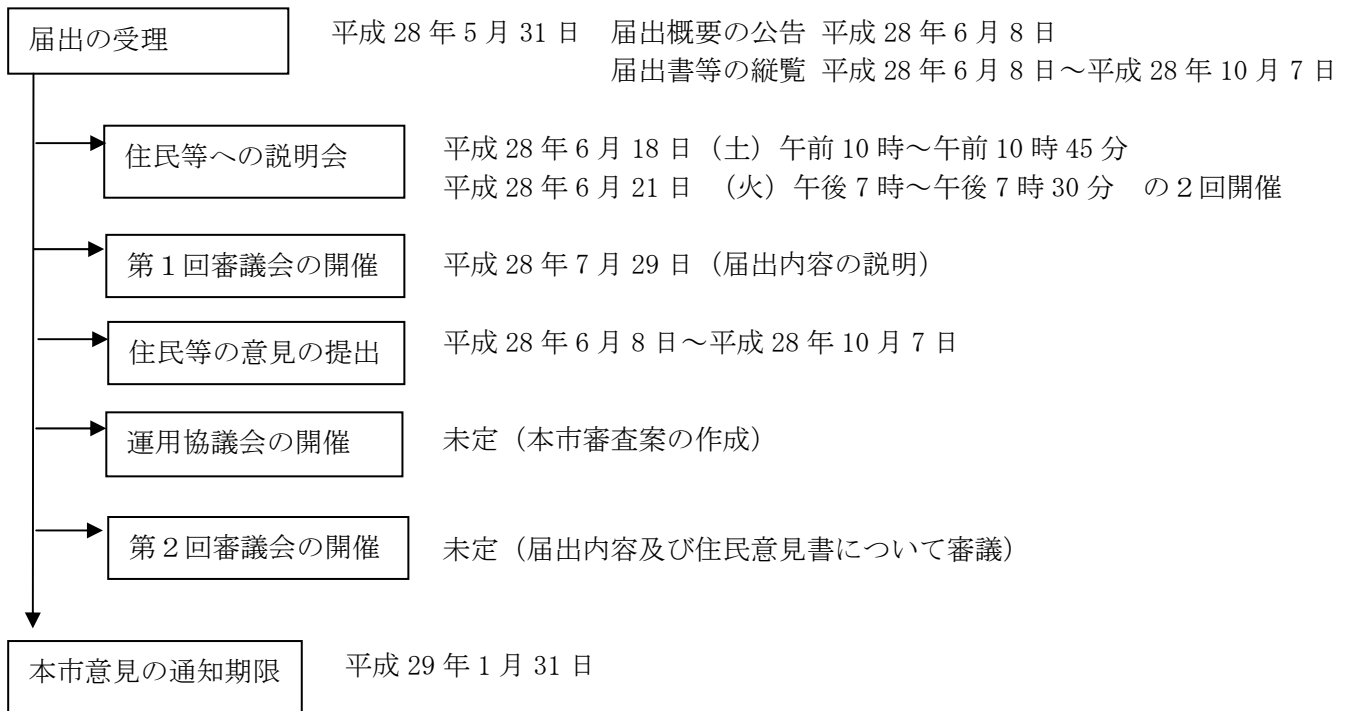 届出の受理　平成 28 年 5 月 31 日　届出概要の公告 平成 28 年 6 月 8 日
届出書等の縦覧 平成 28 年 6 月 8 日～平成 28 年 10 月 7 日
住民等への説明会　平成 28 年 6 月 18 日（土）午前 10 時～午前 10 時 45 分
平成 28 年 6 月 21 日　（火）午後 7 時～午後 7 時 30 分　の２回開催
第１回審議会の開催　平成 28 年 7 月 29 日（届出内容の説明）
住民等の意見の提出　平成 28 年 6 月 8 日～平成 28 年 10 月 7 日
運用協議会の開催　未定（本市審査案の作成）
第２回審議会の開催　未定（届出内容及び住民意見書について審議）
本市意見の通知期限　平成 29 年 1 月 31 日